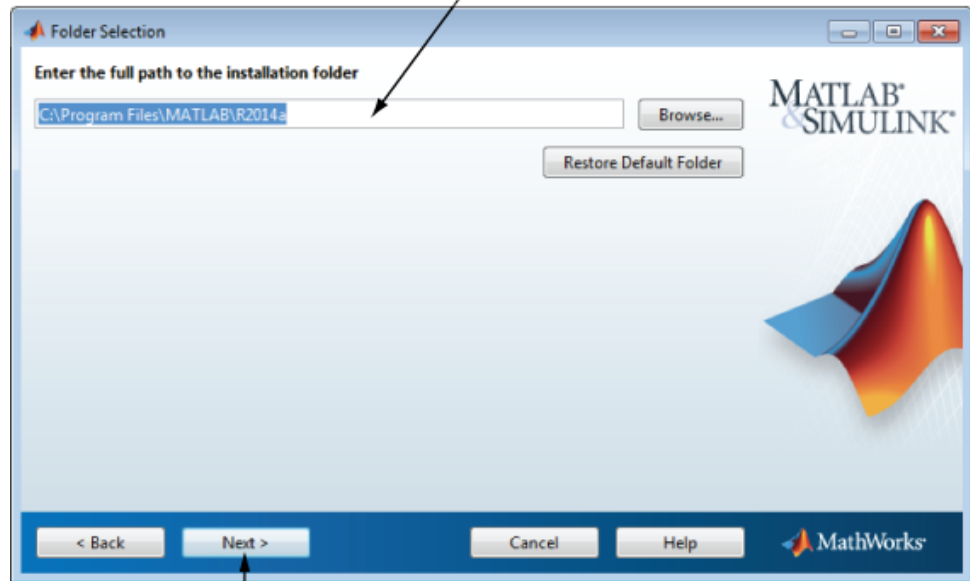 Folder Selection
Enter the full path to the installation folder
C:\Program Files\MATLAB\R2014a
Browse...
Restore Default Folder
MATLAB®
&SIMULINK®
< Back
Next >
Cancel
Help
MathWorks®